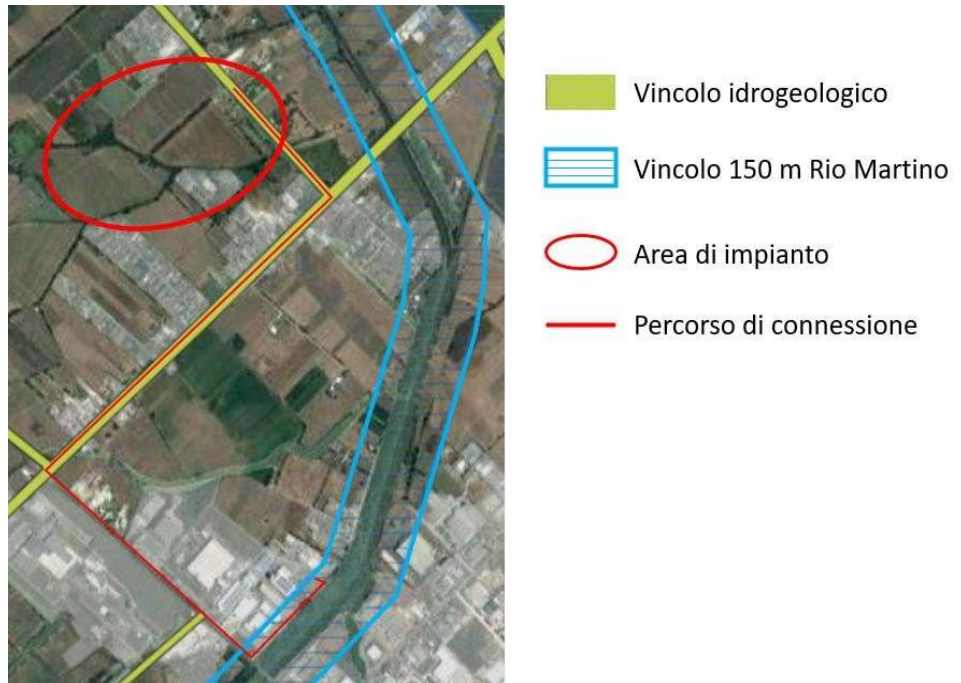 Vincolo idrogeologico
Vincolo 150 m Rio Martino
Area di impianto
Percorso di connessione